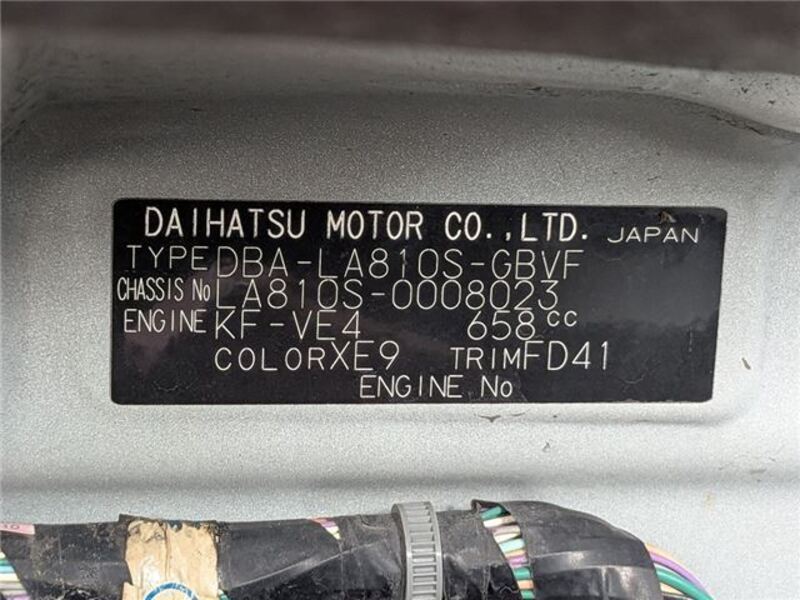 DAIHATSU MOTOR CO.,LTD. JAPAN
TYPE DBA-LA810S-GBVF
CHASSIS No LA810S-0008023
ENGINE KF-VE4 658cc
COLOR XE9 TRIM FD41
ENGINE No